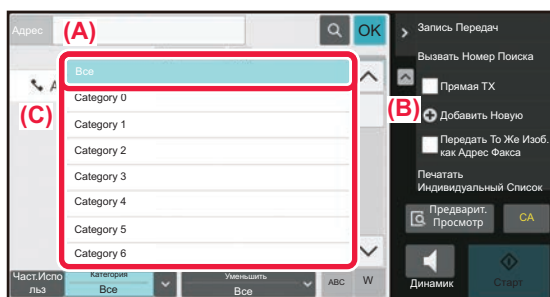 Адрес
(A)
OK
Все
A
(C)
Category 0
Category 1
Category 2
Category 3
Category 4
Category 5
Category 6
Част.Испо
льз
Категория
Все
Уменьшить
Все
ABC
W
Запись Передач
Вызвать Номер Поиска
Прямая TX
(B)
Добавить Новую
Передать То Же Изоб.
как Адрес Факса
Печатать
Индивидуальный Список
Предварит.
Просмотр
CA
Динамик
Старт